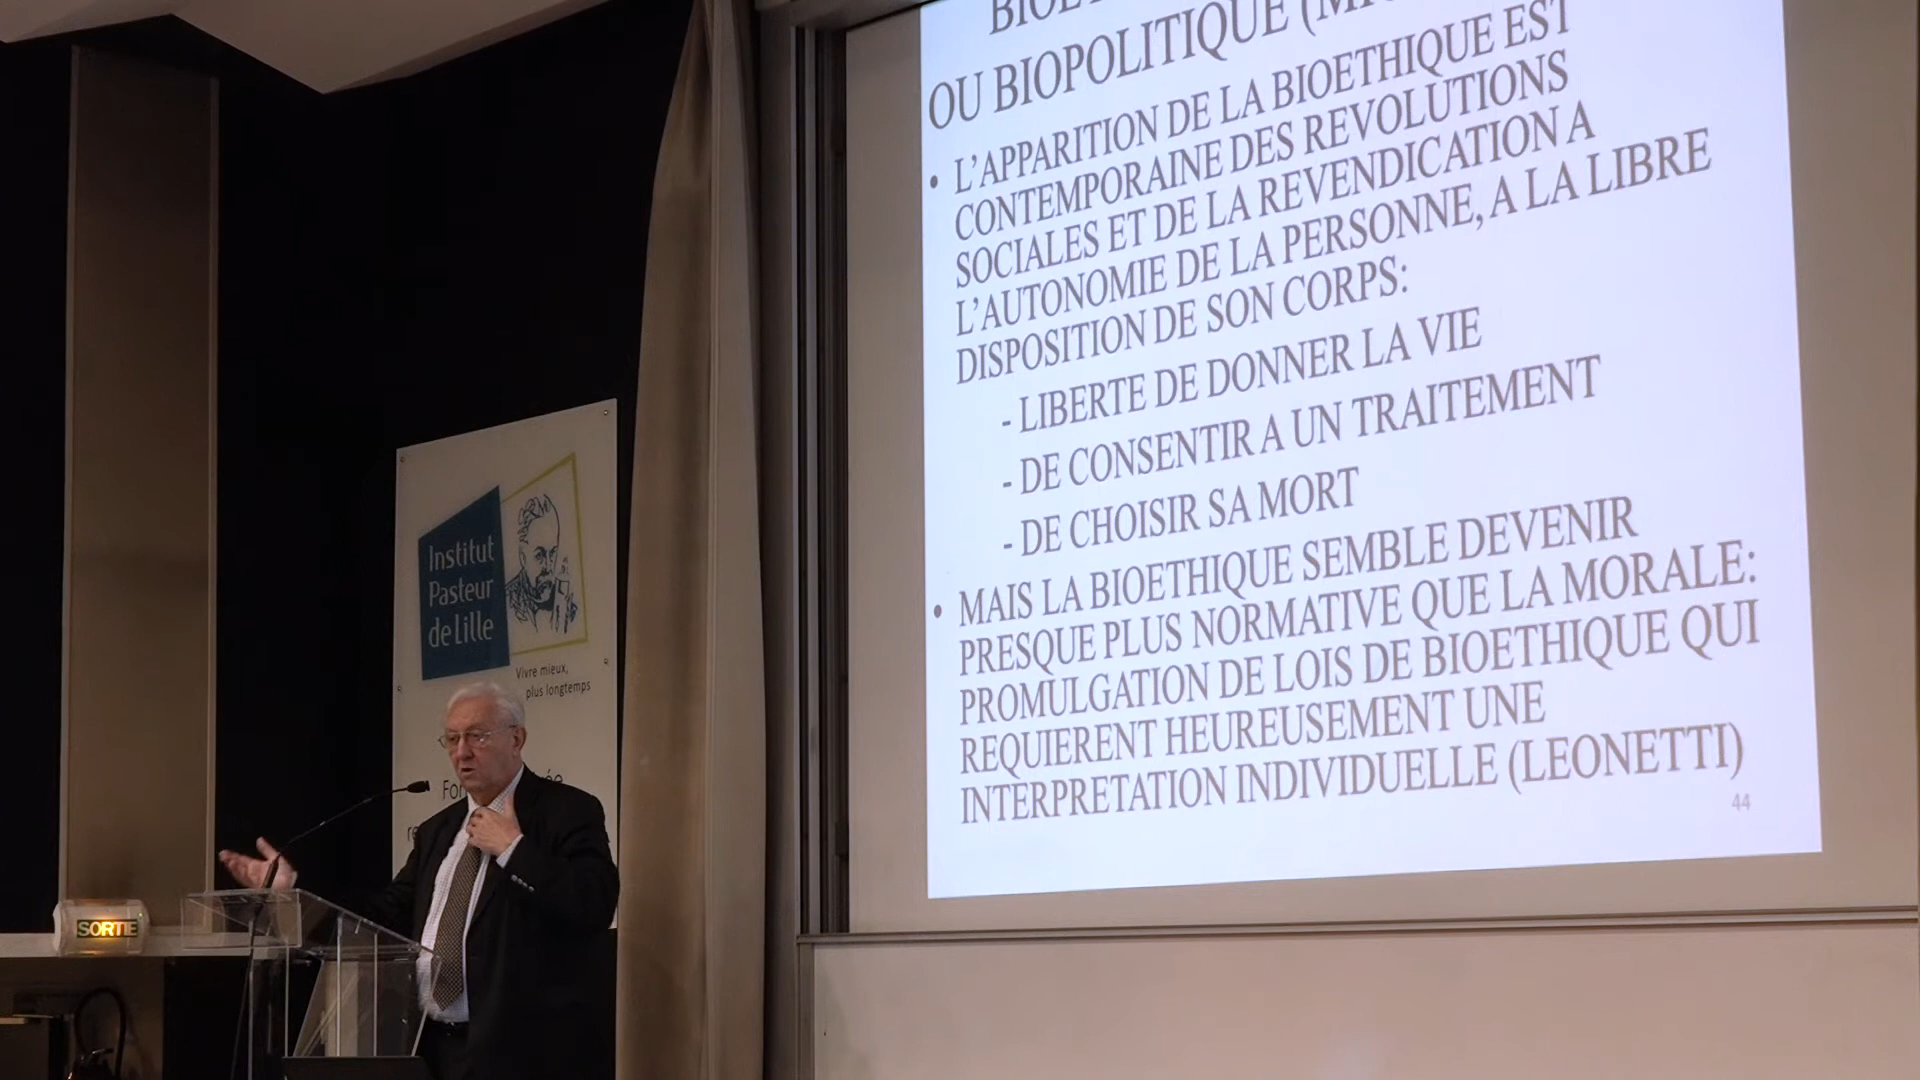 Institut
Pasteur
de Lille
Vivre mieux,
plus longtemps
SORTIE
OU BIOPOLITIQUE
• L'APPARITION DE LA BIOETHIQUE EST
CONTEMPORAINE DES REVOLUTIONS
SOCIALES ET DE LA REVENDICATION A
L'AUTONOMIE DE LA PERSONNE, A LA LIBRE
DISPOSITION DE SON CORPS:
- LIBERTE DE DONNER LA VIE
- DE CONSENTIR A UN TRAITEMENT
- DE CHOISIR SA MORT
• MAIS LA BIOETHIQUE SEMBLE DEVENIR
PRESQUE PLUS NORMATIVE QUE LA MORALE:
PROMULGATION DE LOIS DE BIOETHIQUE QUI
REQUIERENT HEUREUSEMENT UNE
INTERPRETATION INDIVIDUELLE (LEONETTI)
44